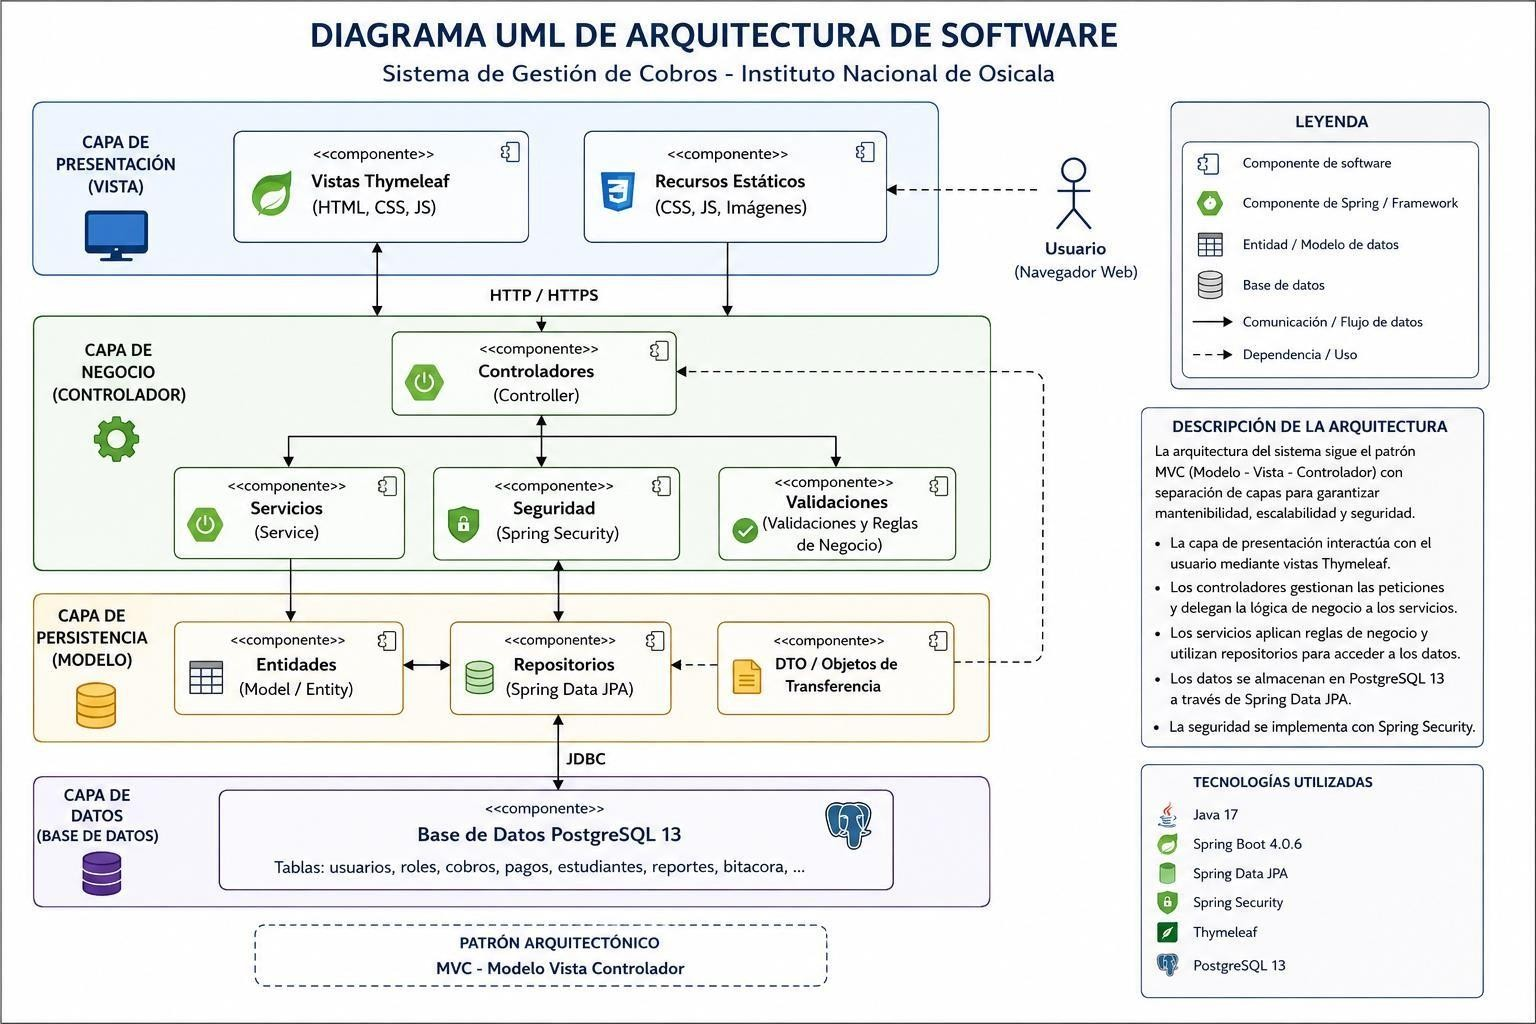 DIAGRAMA UML DE ARQUITECTURA DE SOFTWARE
Sistema de Gestión de Cobros - Instituto Nacional de Osicala
CAPA DE
PRESENTACIÓN
(VISTA)
<<componente>>
Vistas Thymeleaf
(HTML, CSS, JS)
<<componente>>
Recursos Estáticos
(CSS, JS, Imágenes)
Usuario
(Navegador Web)
HTTP / HTTPS
CAPA DE
NEGOCIO
(CONTROLADOR)
<<componente>>
Controladores
(Controller)
<<componente>>
Servicios
(Service)
<<componente>>
Seguridad
(Spring Security)
<<componente>>
Validaciones
(Validaciones y Reglas
de Negocio)
CAPA DE
PERSISTENCIA
(MODELO)
<<componente>>
Entidades
(Model / Entity)
<<componente>>
Repositorios
(Spring Data JPA)
<<componente>>
DTO / Objetos de
Transferencia
JDBC
CAPA DE
DATOS
(BASE DE DATOS)
<<componente>>
Base de Datos PostgreSQL 13
Tablas: usuarios, roles, cobros, pagos, estudiantes, reportes, bitacora, ...
PATRÓN ARQUITECTÓNICO
MVC - Modelo Vista Controlador
LEYENDA
Componente de software
Componente de Spring / Framework
Entidad / Modelo de datos
Base de datos
Comunicación / Flujo de datos
Dependencia / Uso
DESCRIPCIÓN DE LA ARQUITECTURA
La arquitectura del sistema sigue el patrón
MVC (Modelo - Vista - Controlador) con
separación de capas para garantizar
mantenibilidad, escalabilidad y seguridad.
• La capa de presentación interactúa con el
usuario mediante vistas Thymeleaf.
• Los controladores gestionan las peticiones
y delegan la lógica de negocio a los servicios.
• Los servicios aplican reglas de negocio y
utilizan repositorios para acceder a los datos.
• Los datos se almacenan en PostgreSQL 13
a través de Spring Data JPA.
• La seguridad se implementa con Spring Security.
TECNOLOGÍAS UTILIZADAS
Java 17
Spring Boot 4.0.6
Spring Data JPA
Spring Security
Thymeleaf
PostgreSQL 13